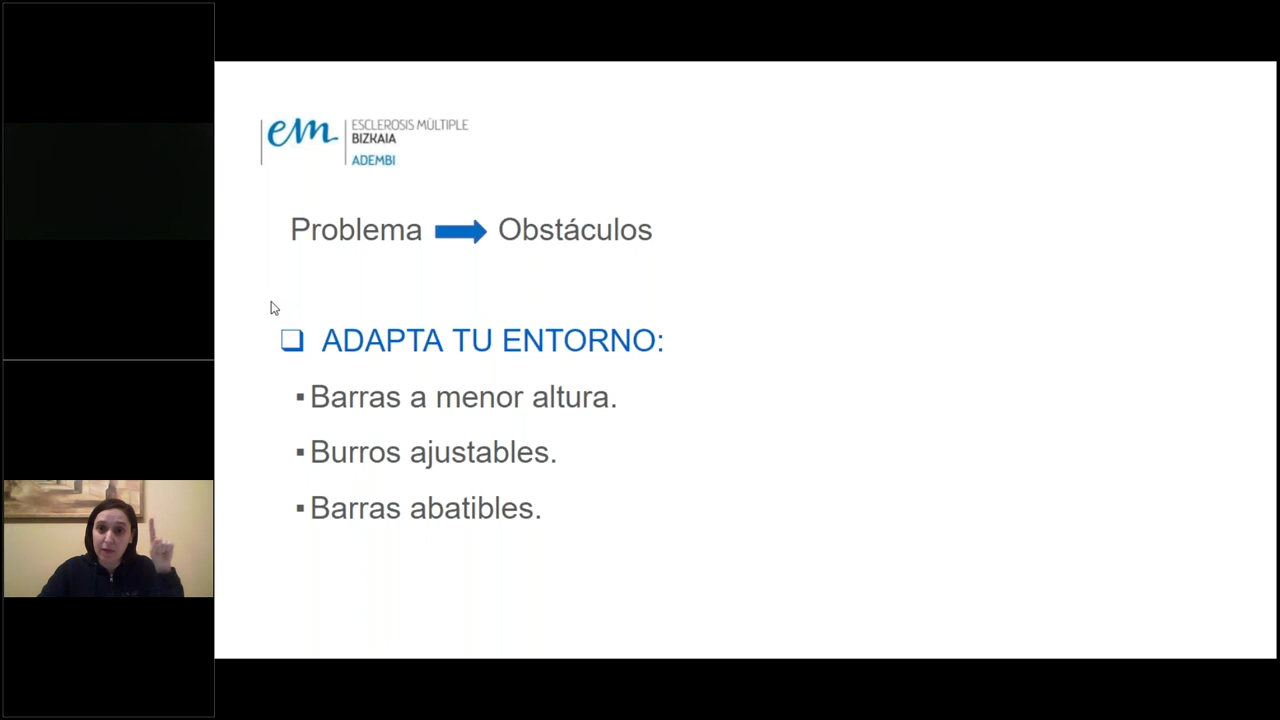 em
ESCLEROSIS MÚLTIPLE
BIZKAIA
ADEMBI
Problema Obstáculos
ADAPTA TU ENTORNO:
Barras a menor altura.
Burros ajustables.
Barras abatibles.